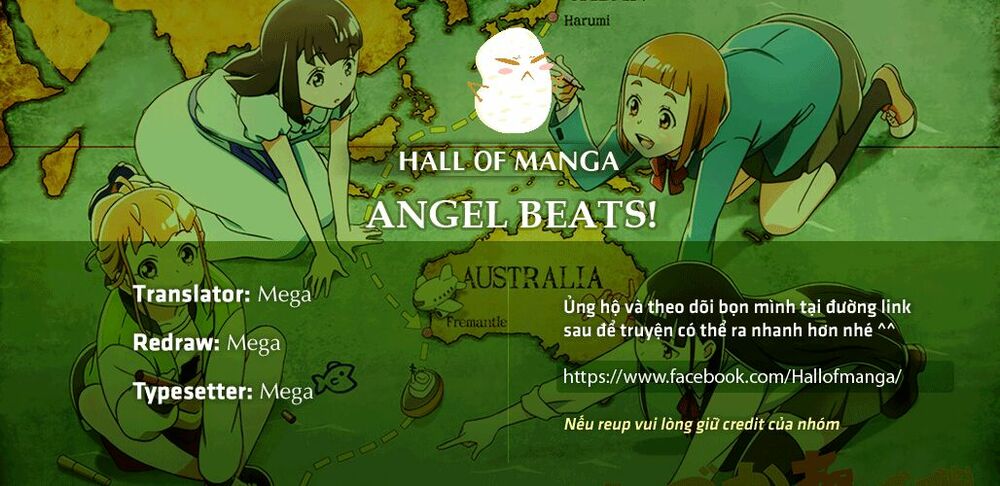 Harumi
HALL OF MANGA
ANGEL BEATS!
AUSTRALIA
Fremantle
Translator: Mega
Redraw: Mega
Typesetter: Mega
Ủng hộ và theo dõi bọn mình tại đường link
sau để truyện có thể ra nhanh hơn nhé ^^
https://www.facebook.com/Hallofmanga/
Nếu reup vui lòng giữ credit của nhóm